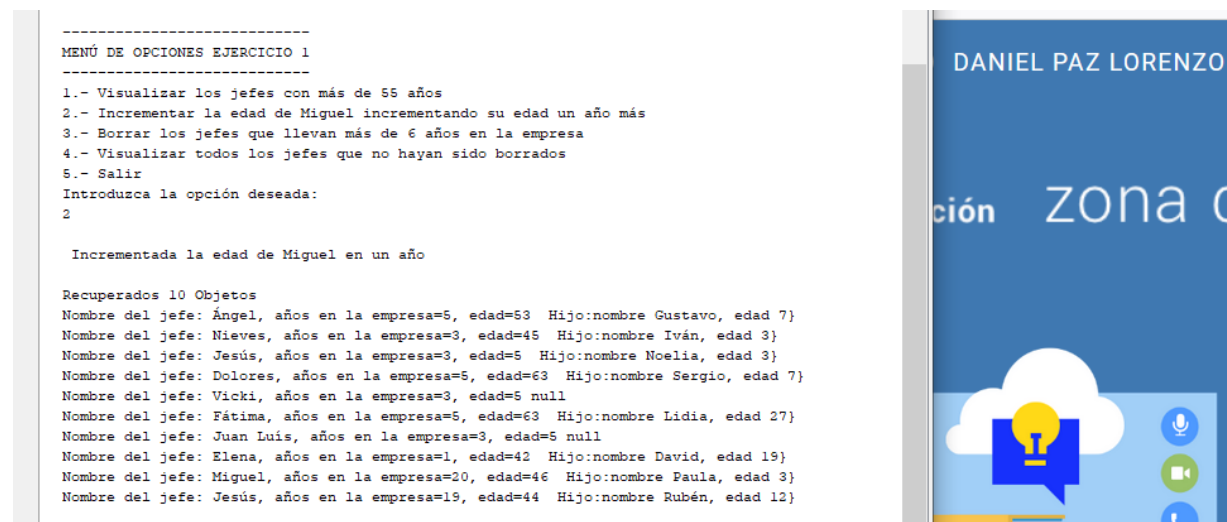 ----------------------------
MENÚ DE OPCIONES EJERCICIO 1
----------------------------
1.- Visualizar los jefes con más de 55 años
2.- Incrementar la edad de Miguel incrementando su edad un año más
3.- Borrar los jefes que llevan más de 6 años en la empresa
4.- Visualizar todos los jefes que no hayan sido borrados
5.- Salir
Introduzca la opción deseada:
2
Incrementada la edad de Miguel en un año
Recuperados 10 Objetos
Nombre del jefe: Ángel, años en la empresa=5, edad=53  Hijo:nombre Gustavo, edad 7}
Nombre del jefe: Nieves, años en la empresa=3, edad=45  Hijo:nombre Iván, edad 3}
Nombre del jefe: Jesús, años en la empresa=3, edad=5  Hijo:nombre Noelia, edad 3}
Nombre del jefe: Dolores, años en la empresa=5, edad=63  Hijo:nombre Sergio, edad 7}
Nombre del jefe: Vicki, años en la empresa=3, edad=5 null
Nombre del jefe: Fátima, años en la empresa=5, edad=63  Hijo:nombre Lidia, edad 27}
Nombre del jefe: Juan Luís, años en la empresa=3, edad=5 null
Nombre del jefe: Elena, años en la empresa=1, edad=42  Hijo:nombre David, edad 19}
Nombre del jefe: Miguel, años en la empresa=20, edad=46  Hijo:nombre Paula, edad 3}
Nombre del jefe: Jesús, años en la empresa=19, edad=44  Hijo:nombre Rubén, edad 12}
DANIEL PAZ LORENZO
ción zona